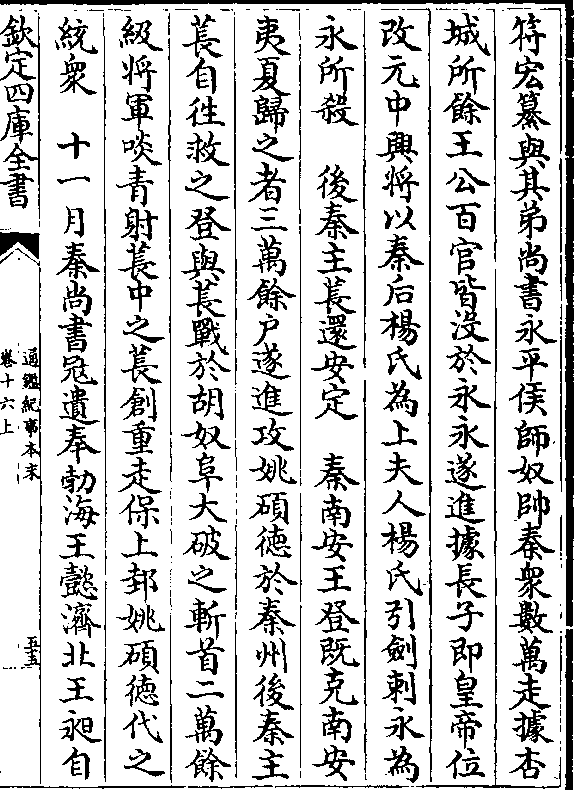 符宏纂與其弟尚書永平侯師奴帥秦衆數萬走據杏
城所餘王公百官皆没於永永遂進據長子即皇帝位
改元中興將以秦后楊氏為上夫人楊氏引劍刺永為
永所殺　後秦主萇還安定　秦南安王登既克南安
夷夏歸之者三萬餘户遂進攻姚碩德於秦州後秦主
萇自往救之登與萇戰於胡奴阜大破之斬首二萬餘
級將軍啖青射萇中之萇創重走保上邽姚碩德代之
統衆　十一月秦尚書冦遺奉勃海王懿濟北王昶自
欽定四庫全書
通鑑紀事本末
卷十六上
五五